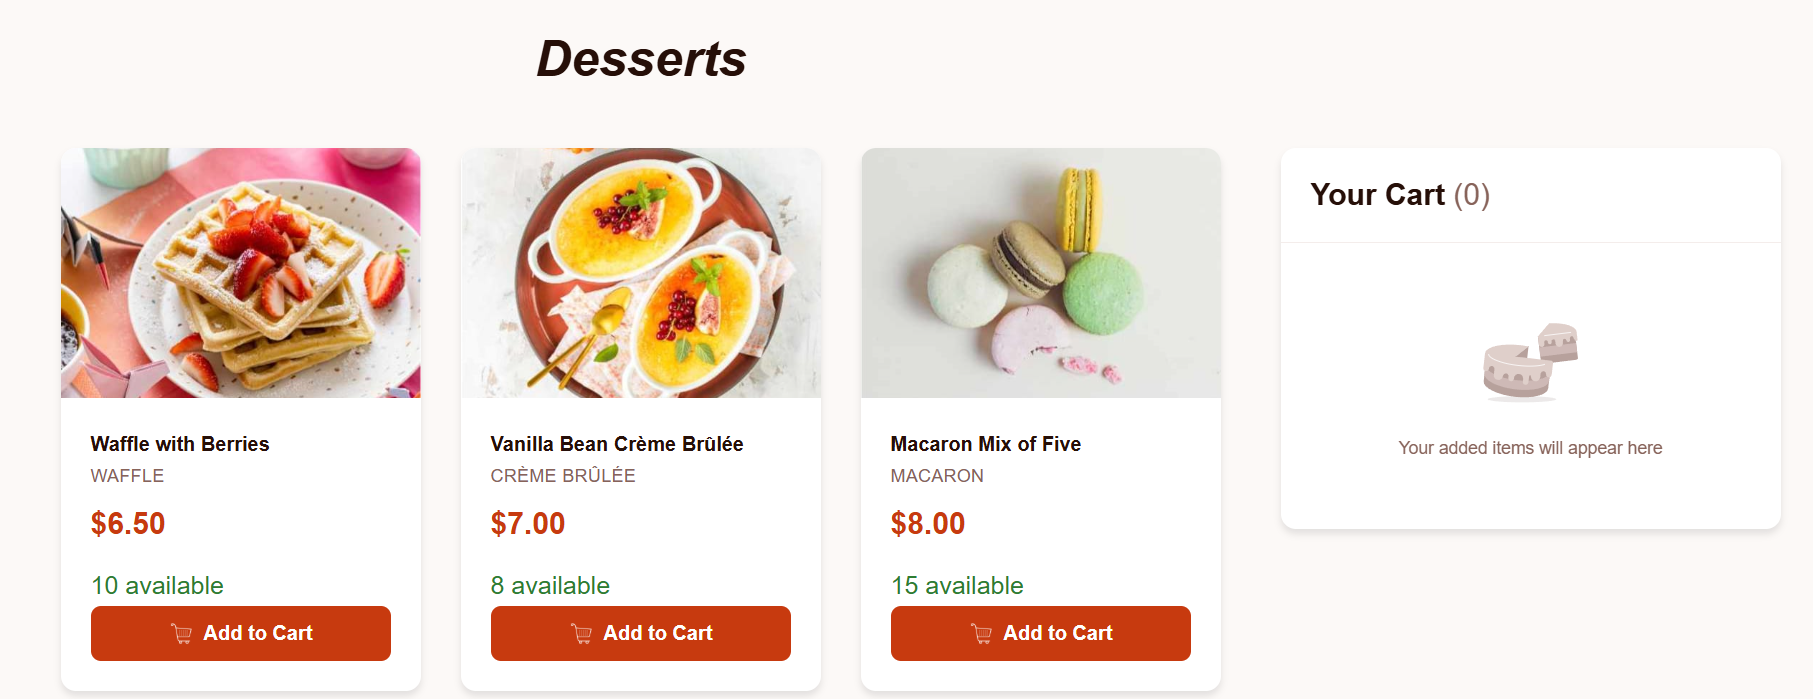 Desserts
Waffle with Berries
WAFFLE
$6.50
10 available
Add to Cart
Vanilla Bean Crème Brûlée
CRÈME BRÛLÉE
$7.00
8 available
Add to Cart
Macaron Mix of Five
MACARON
$8.00
15 available
Add to Cart
Your Cart (0)
Your added items will appear here